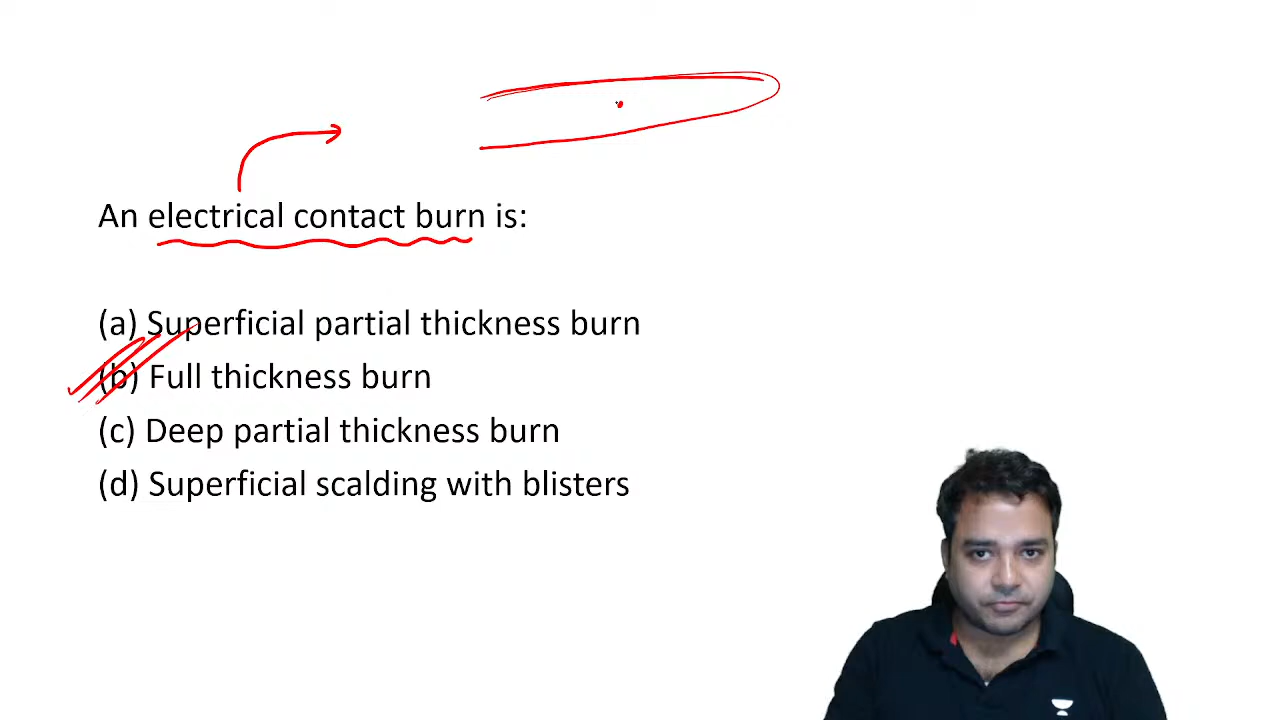 An electrical contact burn is:
(a) Superficial partial thickness burn
(b) Full thickness burn
(c) Deep partial thickness burn
(d) Superficial scalding with blisters